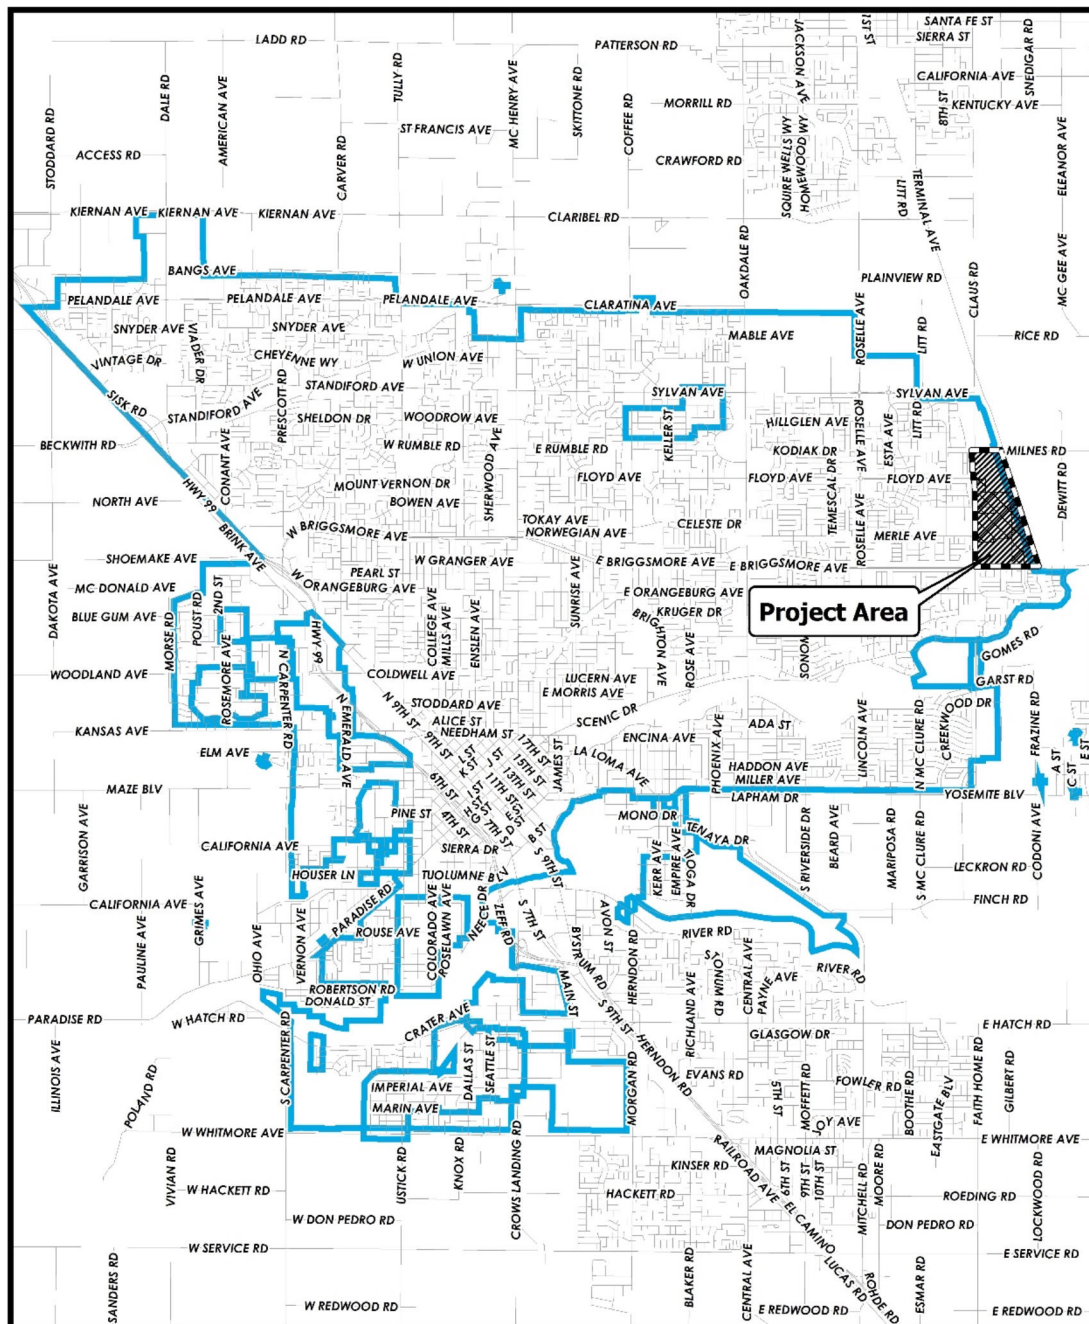 LADD RD
PATTERSON RD
SANTA FE ST
SIERRA ST
1ST ST
JACKSON AVE
SNEDIGAR RD
CALIFORNIA AVE
KENTUCKY AVE
8TH ST
STODDARD RD
DALE RD
AMERICAN AVE
TULLY RD
MC HENRY AVE
SKITTONE RD
COFFEE RD
MORRILL RD
ST FRANCIS AVE
CARVER RD
ACCESS RD
CRAWFORD RD
SQUIRE WELLS WY
HOMEWOOD WY
LITT RD
TERMINAL AVE
ELEANOR AVE
KIERNAN AVE
KIERNAN AVE
KIERNAN AVE
CLARIBEL RD
OAKDALE RD
PLAINVIEW RD
CLAUS RD
MC GEE AVE
BANGS AVE
PELANDALE AVE
PELANDALE AVE
PELANDALE AVE
CLARATINA AVE
SNYDER AVE
SNYDER AVE
VADER DR
MABLE AVE
ROSELLE AVE
LITT RD
RICE RD
VINTAGE DR
CHEYENNE WY
W UNION AVE
PRESCOTT RD
STANDIFORD AVE
SISK RD
STANDIFORD AVE
SHELDON DR
WOODROW AVE
SYLVAN AVE
SYLVAN AVE
KELLER ST
HILLGLEN AVE
ROSELLE AVE
ESTA AVE
LITT RD
BECKWITH RD
CONANT AVE
W RUMBLE RD
SHERWOOD AVE
E RUMBLE RD
KODIAK DR
MILNES RD
MOUNT VERNON DR
FLOYD AVE
FLOYD AVE
FLOYD AVE
TEMESCAL DR
HWY 99
NORTH AVE
BOWEN AVE
TOKAY AVE
NORWEGIAN AVE
CELESTE DR
MERLE AVE
ROSELLE AVE
DEWITT RD
BRINK AVE
W BRIGGSMORE AVE
SHOEMAKE AVE
W GRANGER AVE
E BRIGGSMORE AVE
E BRIGGSMORE AVE
MC DONALD AVE
PEARL ST
W ORANGEBURG AVE
E ORANGEBURG AVE
Project Area
DAKOTA AVE
BLUE GUM AVE
POUST RD
2ND ST
HWY 99
COLLEGE AVE
MILLS AVE
ENSLEN AVE
SUNRISE AVE
KRUGER DR
BRIGHTON AVE
ROSE AVE
GOMES RD
MORSE RD
WOODLAND AVE
ROSEMORE AVE
N CARPENTER RD
COLDWELL AVE
LUCERN AVE
E MORRIS AVE
GARST RD
N EMERALD AVE
STODDARD AVE
ALICE ST
NEEDHAM ST
SCENIC DR
ADA ST
CREEKWOOD DR
FRAZINE RD
KANSAS AVE
N 9TH ST
9TH ST
17TH ST
15TH ST
13TH ST
11TH ST
JAMES ST
ENCINA AVE
LA LOMA AVE
PHOENIX AVE
LINCOLN AVE
N MC CLURE RD
ELM AVE
L ST
K ST
J ST
HADDON AVE
MILLER AVE
A ST
C ST
E ST
MAZE BLV
6TH ST
7TH ST
LAPHAM DR
YOSEMITE BLV
PINE ST
4TH ST
B ST
MONO DR
TENAYA DR
GARRISON AVE
CALIFORNIA AVE
SIERRA DR
S 9TH ST
KERR AVE
EMPIRE AVE
TIOGA DR
S RIVERSIDE DR
BEARD AVE
MARIPOSA RD
S MC CLURE RD
LECKRON RD
CODONI AVE
HOUSER LN
TUOLUMNE BLV
CALIFORNIA AVE
GRIMES AVE
PARADISE RD
COLORADO AVE
ROSELAWN AVE
NEECE DR
ZEFF RD
S 7TH ST
AVON ST
FINCH RD
PAULINE AVE
OHIO AVE
VERNON AVE
ROUSE AVE
BYSTRUM RD
HERNDON RD
RIVER RD
RIVER RD
YONUM RD
CENTRAL AVE
PAYNE AVE
ROBERTSON RD
DONALD ST
MAIN ST
RICHLAND AVE
PARADISE RD
W HATCH RD
CRATER AVE
S 9TH ST
HERNDON RD
GLASGOW DR
E HATCH RD
S CARPENTER RD
ILLINOIS AVE
POLAND RD
DALLAS ST
SEATTLE ST
MORGAN RD
EVANS RD
5TH ST
MOFFETT RD
FOWLER RD
BOOTHE RD
EASTGATE BLV
FAITH HOME RD
GILBERT RD
IMPERIAL AVE
MARIN AVE
JOY AVE
W WHITMORE AVE
CROWS LANDING RD
RAILROAD AVE
MAGNOLIA ST
E WHITMORE AVE
VIVIAN RD
USTICK RD
KNOX RD
KINSER RD
6TH ST
9TH ST
10TH ST
MITCHELL RD
MOORE RD
LOCKWOOD RD
W HACKETT RD
HACKETT RD
EL CAMINO
ROEDING RD
W DON PEDRO RD
DON PEDRO RD
W SERVICE RD
E SERVICE RD
SANDERS RD
BLAKER RD
CENTRAL AVE
LUCAS RD
ROHDE RD
ESMAR RD
W REDWOOD RD
E REDWOOD RD
E REDWOOD RD